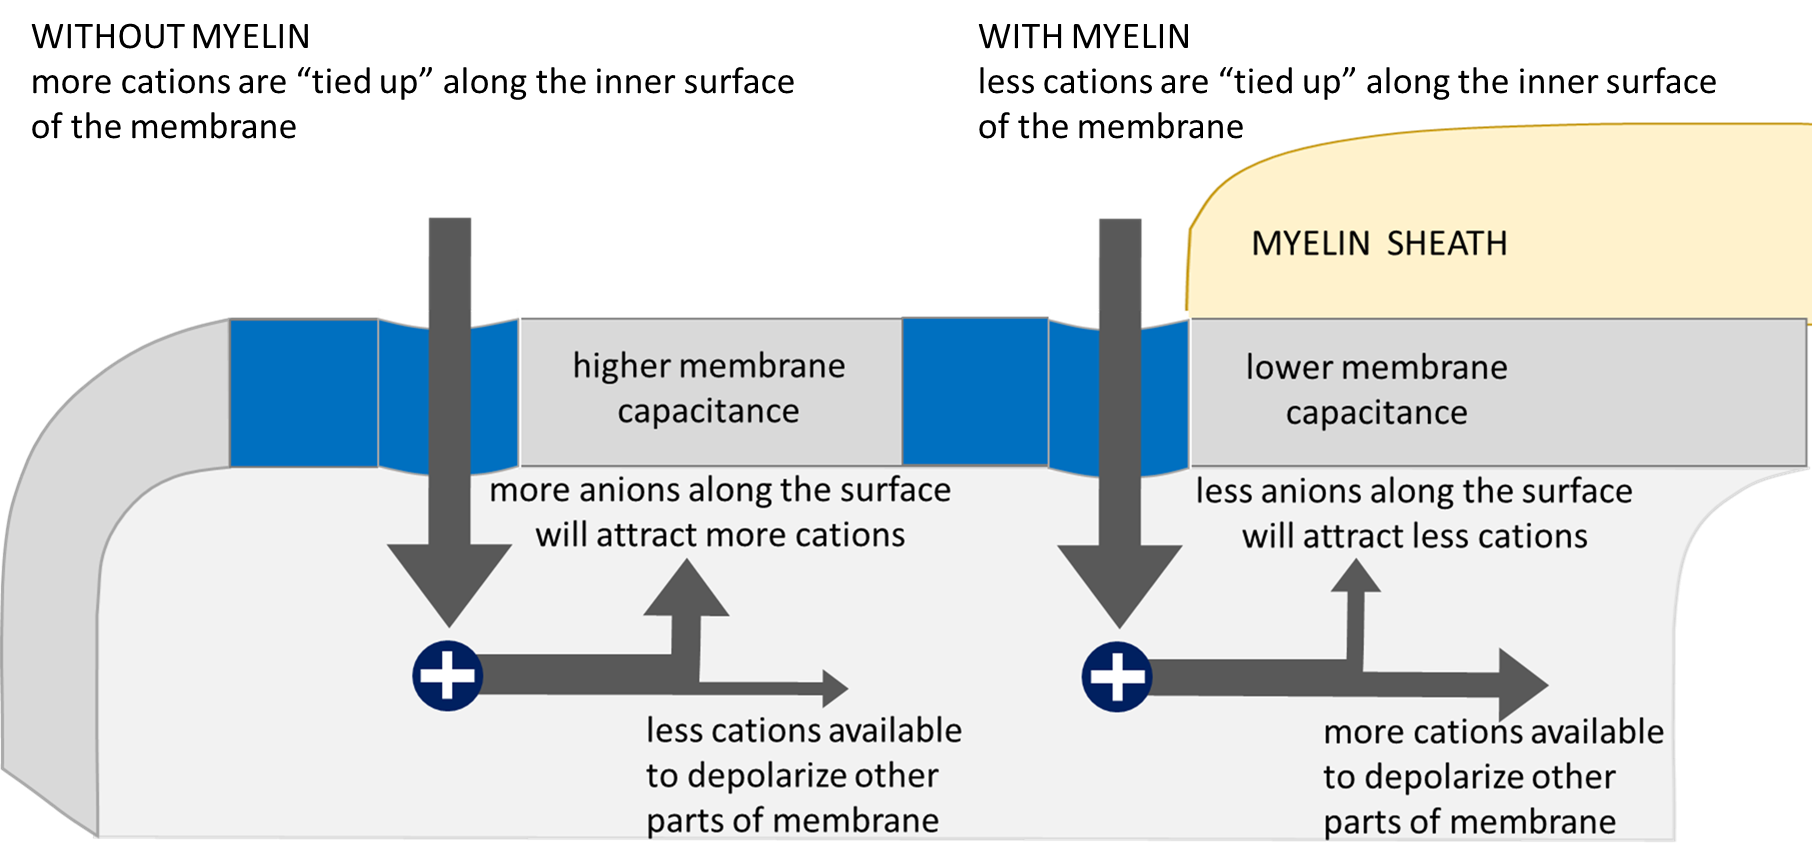 WITHOUT MYELIN
more cations are “tied up” along the inner surface
of the membrane
WITH MYELIN
less cations are “tied up” along the inner surface
of the membrane
MYELIN SHEATH
higher membrane
capacitance
lower membrane
capacitance
more anions along the surface
will attract more cations
less anions along the surface
will attract less cations
less cations available
to depolarize other
parts of membrane
more cations available
to depolarize other
parts of membrane